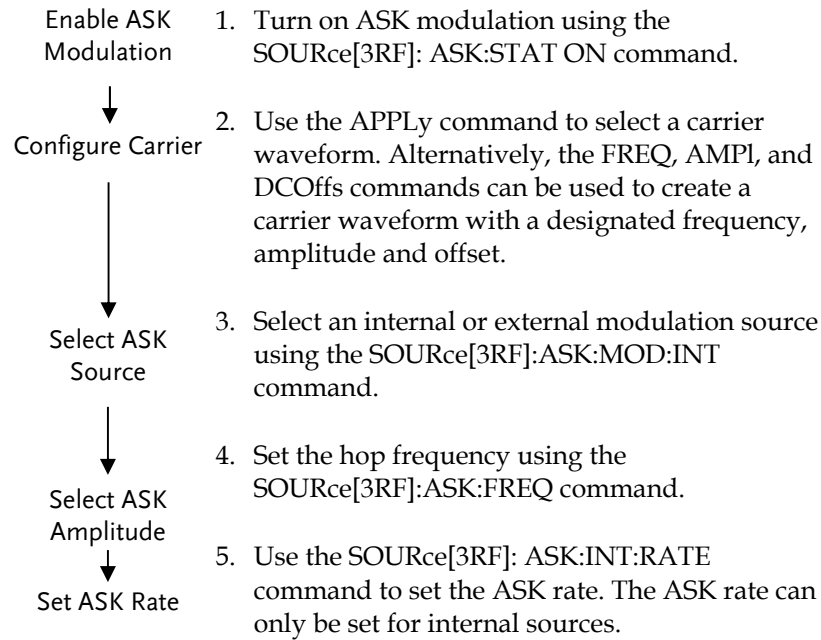 Enable ASK
Modulation
1. Turn on ASK modulation using the
SOURce[3RF]: ASK:STAT ON command.
Configure Carrier
2. Use the APPLy command to select a carrier
waveform. Alternatively, the FREQ, AMPl, and
DCOffs commands can be used to create a
carrier waveform with a designated frequency,
amplitude and offset.
Select ASK
Source
3. Select an internal or external modulation source
using the SOURce[3RF]:ASK:MOD:INT
command.
Select ASK
Amplitude
4. Set the hop frequency using the
SOURce[3RF]:ASK:FREQ command.
Set ASK Rate
5. Use the SOURce[3RF]: ASK:INT:RATE
command to set the ASK rate. The ASK rate can
only be set for internal sources.